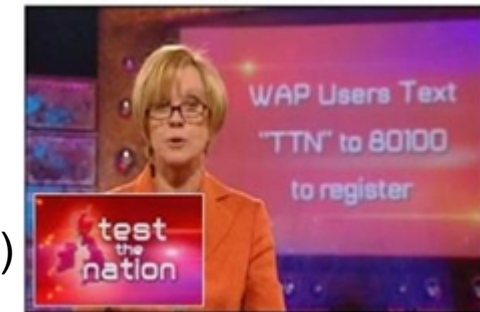 WAP Users Text
"TTN" to 80100
to register
test
the
nation
)